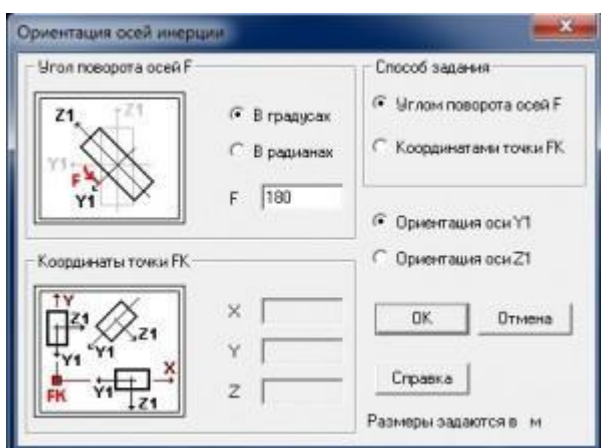 Ориентация осей инерции
Угол поворота осей F
Z1
Z1
Y1
F
Y1
В градусах
В радианах
F 180
Способ задания
Углом поворота осей F
Координатами точки FK
Ориентация оси Y1
Ориентация оси Z1
Координаты точки FK
Y
Z1
Y1
Z1
Y1
FK
Y1
X
Z1
X
Y
Z
OK
Отмена
Справка
Размеры задаются в м